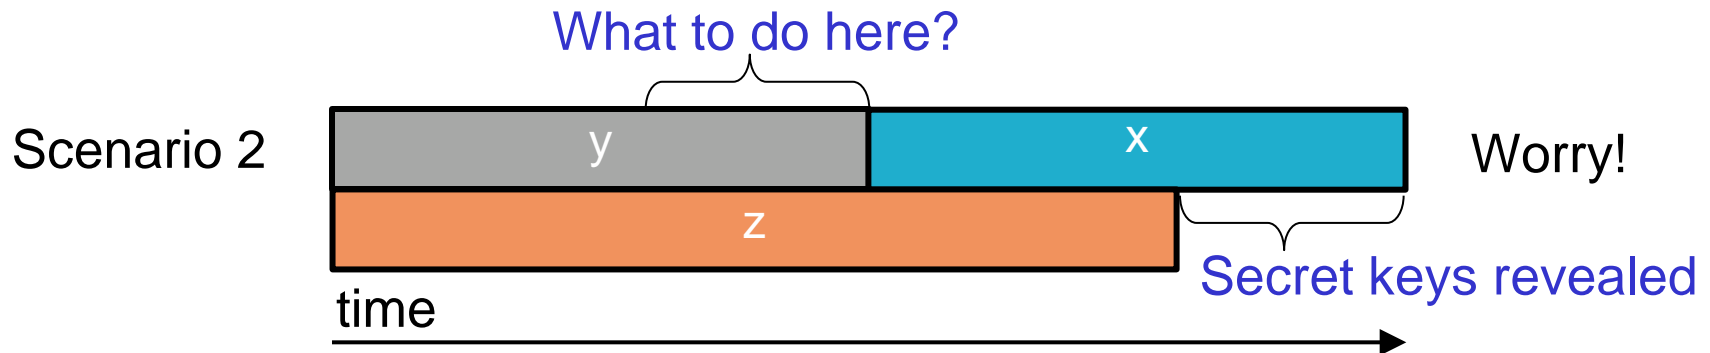 What to do here?
Scenario 2
y
x
Worry!
z
Secret keys revealed
time